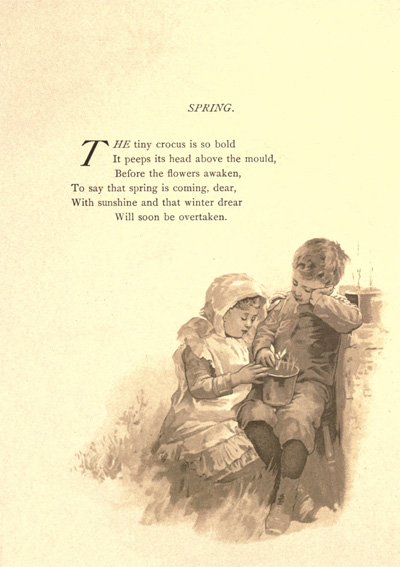 SPRING.
THE tiny crocus is so bold
It peeps its head above the mould,
Before the flowers awaken,
To say that spring is coming, dear,
With sunshine and that winter drear
Will soon be overtaken.